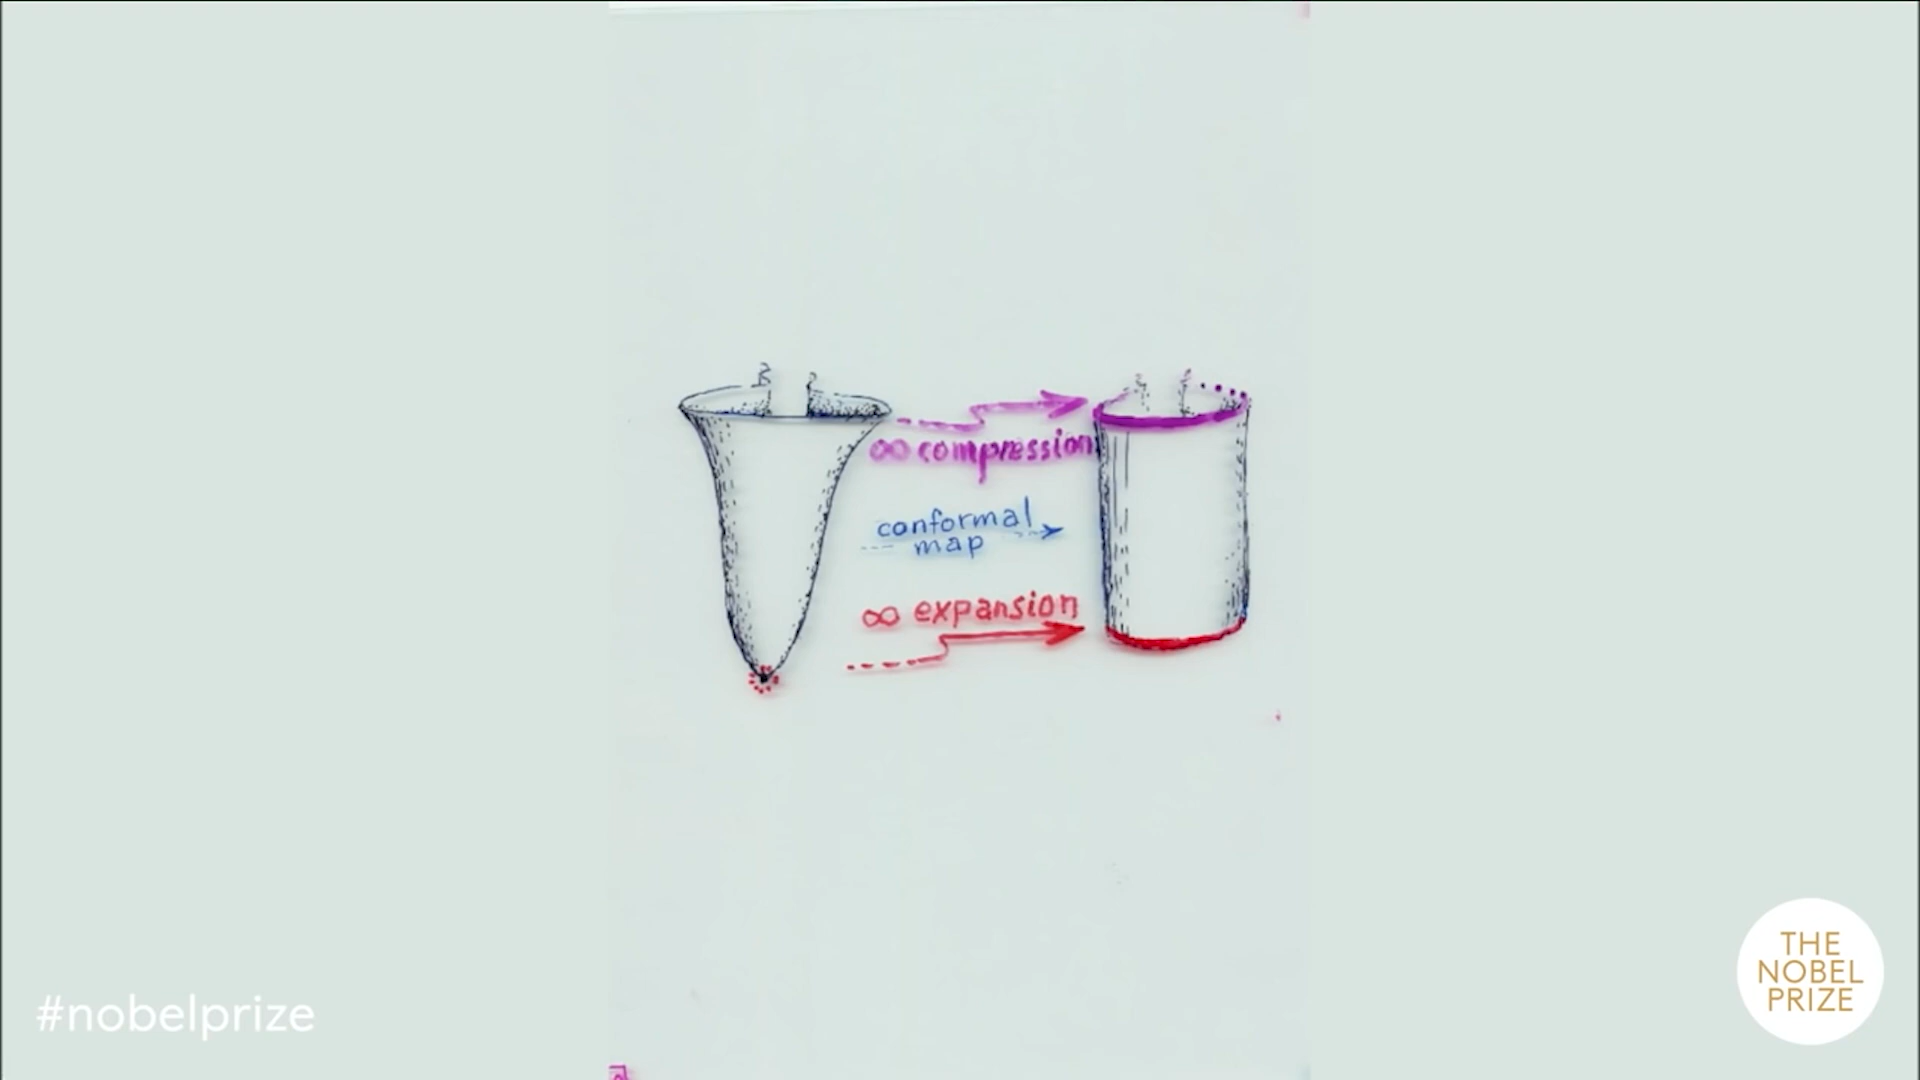 ∞ compression
conformal
map
∞ expansion
#nobelprize
THE
NOBEL
PRIZE